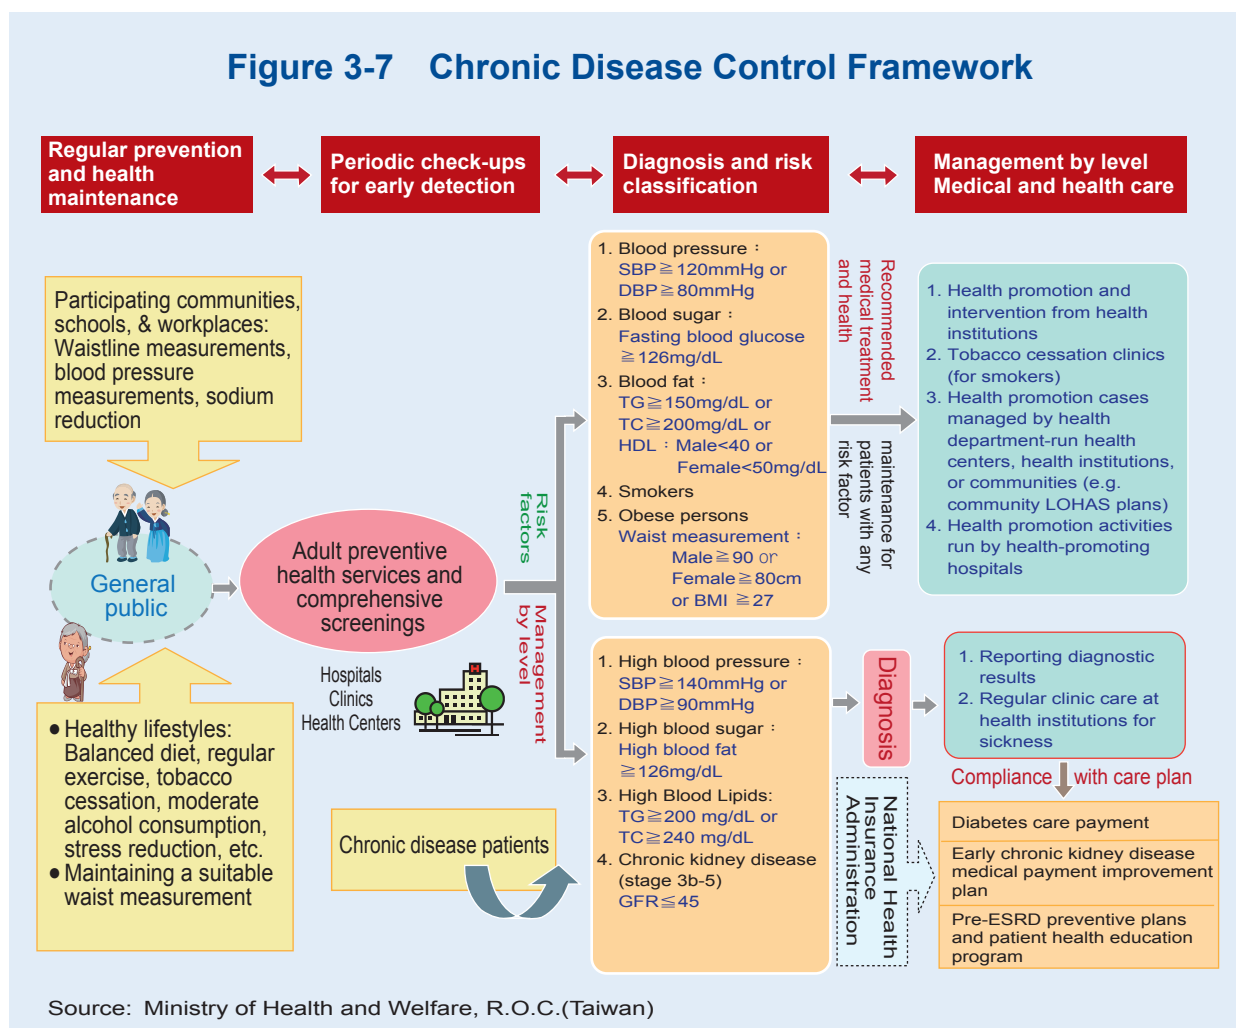 Figure 3-7 Chronic Disease Control Framework
Regular prevention
and health
maintenance
Periodic check-ups
for early detection
Diagnosis and risk
classification
Management by level
Medical and health care
Participating communities,
schools, & workplaces:
Waistline measurements,
blood pressure
measurements, sodium
reduction
General
public
● Healthy lifestyles:
Balanced diet, regular
exercise, tobacco
cessation, moderate
alcohol consumption,
stress reduction, etc.
● Maintaining a suitable
waist measurement
Adult preventive
health services and
comprehensive
screenings
Hospitals
Clinics
Health Centers
H
Chronic disease patients
Risk
factors
Management
by level
1. Blood pressure：
SBP≧120mmHg or
DBP≧80mmHg
2. Blood sugar：
Fasting blood glucose
≧126mg/dL
3. Blood fat：
TG≧150mg/dL or
TC≧200mg/dL or
HDL：Male<40 or
Female<50mg/dL
4. Smokers
5. Obese persons
Waist measurement：
Male≧90 or
Female≧80cm
or BMI ≧27
1. High blood pressure：
SBP≧140mmHg or
DBP≧90mmHg
2. High blood sugar：
High blood fat
≧126mg/dL
3. High Blood Lipids:
TG≧200 mg/dL or
TC≧240 mg/dL
4. Chronic kidney disease
(stage 3b-5)
GFR≦45
Recommended
medical treatment
and health
maintenance for
patients with any
risk factor
1. Health promotion and
intervention from health
institutions
2. Tobacco cessation clinics
(for smokers)
3. Health promotion cases
managed by health
department-run health
centers, health institutions,
or communities (e.g.
community LOHAS plans)
4. Health promotion activities
run by health-promoting
hospitals
Diagnosis
1. Reporting diagnostic
results
2. Regular clinic care at
health institutions for
sickness
Compliance with care plan
National Health
Insurance
Administration
Diabetes care payment
Early chronic kidney disease
medical payment improvement
plan
Pre-ESRD preventive plans
and patient health education
program
Source: Ministry of Health and Welfare, R.O.C.(Taiwan)